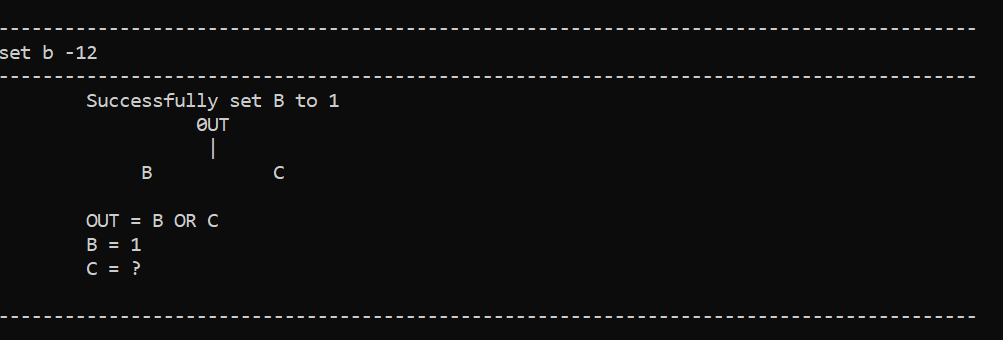 set b -12
Successfully set B to 1
0UT
|
B C
OUT = B OR C
B = 1
C = ?